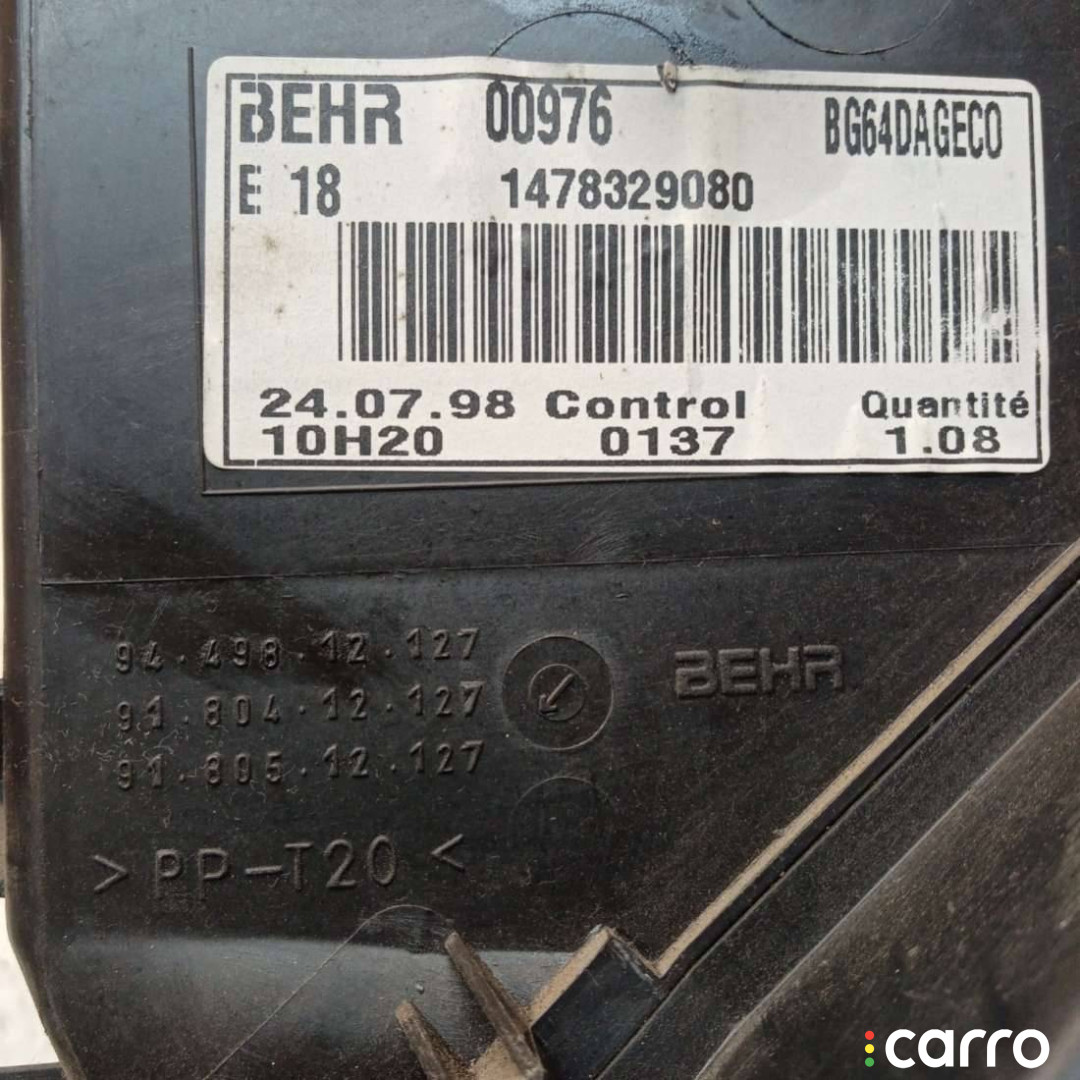 BEHR 00976 BG64DAGECO
E 18 1478329080
24.07.98 Control Quantité
10H20 0137 1.08
94.498.12.127
91.804.12.127
91.805.12.127
BEHR
> PP-T20 <
carro